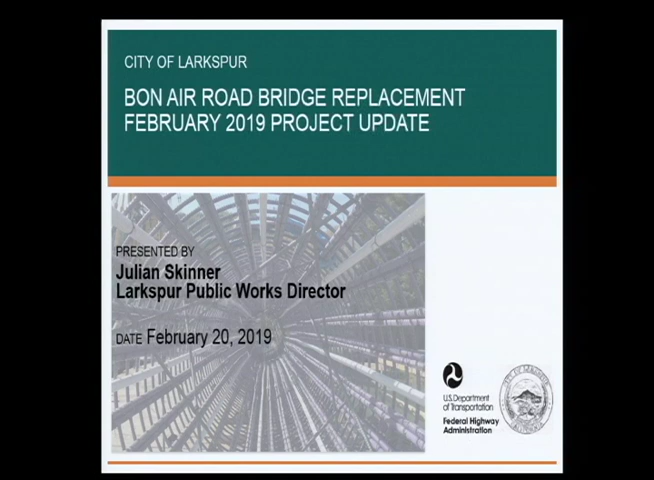 CITY OF LARKSPUR
BON AIR ROAD BRIDGE REPLACEMENT
FEBRUARY 2019 PROJECT UPDATE
PRESENTED BY
Julian Skinner
Larkspur Public Works Director
DATE February 20, 2019
U.S. Department
of Transportation
Federal Highway
Administration